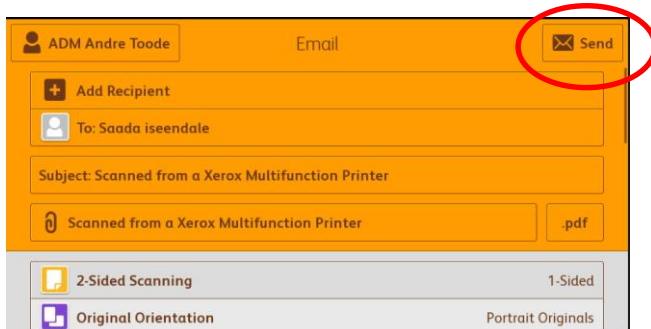 ADM Andre Toode
Email
Send
Add Recipient
To: Saada iseendale
Subject: Scanned from a Xerox Multifunction Printer
Scanned from a Xerox Multifunction Printer
.pdf
2-Sided Scanning
1-Sided
Original Orientation
Portrait Originals